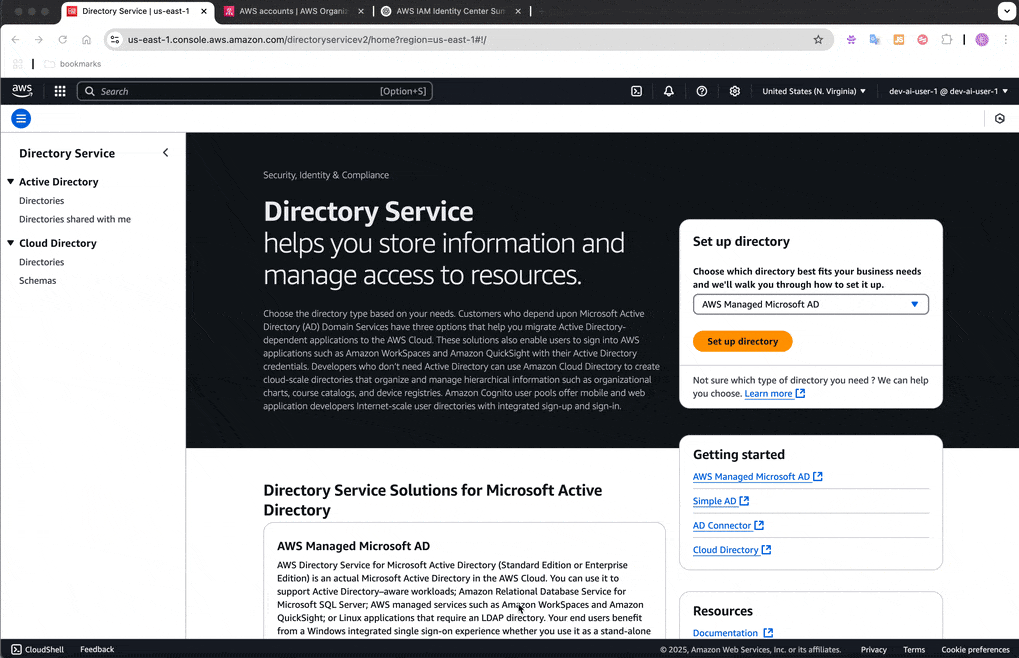 Directory Service | us-east-1
AWS accounts | AWS Organiz
AWS IAM Identity Center Sum
us-east-1.console.aws.amazon.com/directoryservicev2/home?region=us-east-1#!/
bookmarks
aws
Search
[Option+S]
United States (N. Virginia)
dev-ai-user-1 @ dev-ai-user-1
Directory Service
Active Directory
Directories
Directories shared with me
Cloud Directory
Directories
Schemas
Security, Identity & Compliance
Directory Service
helps you store information and
manage access to resources.
Choose the directory type based on your needs. Customers who depend upon Microsoft Active
Directory (AD) Domain Services have three options that help you migrate Active Directory-
dependent applications to the AWS Cloud. These solutions also enable users to sign into AWS
applications such as Amazon WorkSpaces and Amazon QuickSight with their Active Directory
credentials. Developers who don't need Active Directory can use Amazon Cloud Directory to create
cloud-scale directories that organize and manage hierarchical information such as organizational
charts, course catalogs, and device registries. Amazon Cognito user pools offer mobile and web
application developers Internet-scale user directories with integrated sign-up and sign-in.
Set up directory
Choose which directory best fits your business needs
and we'll walk you through how to set it up.
AWS Managed Microsoft AD
Set up directory
Not sure which type of directory you need ? We can help
you choose. Learn more
Getting started
AWS Managed Microsoft AD
Simple AD
AD Connector
Cloud Directory
Directory Service Solutions for Microsoft Active
Directory
AWS Managed Microsoft AD
AWS Directory Service for Microsoft Active Directory (Standard Edition or Enterprise
Edition) is an actual Microsoft Active Directory in the AWS Cloud. You can use it to
support Active Directory–aware workloads; Amazon Relational Database Service for
Microsoft SQL Server; AWS managed services such as Amazon WorkSpaces and Amazon
QuickSight; or Linux applications that require an LDAP directory. Your end users benefit
from a Windows integrated single sign-on experience whether you use it as a stand-alone
Resources
Documentation
CloudShell
Feedback
© 2025, Amazon Web Services, Inc. or its affiliates.
Privacy
Terms
Cookie preferences